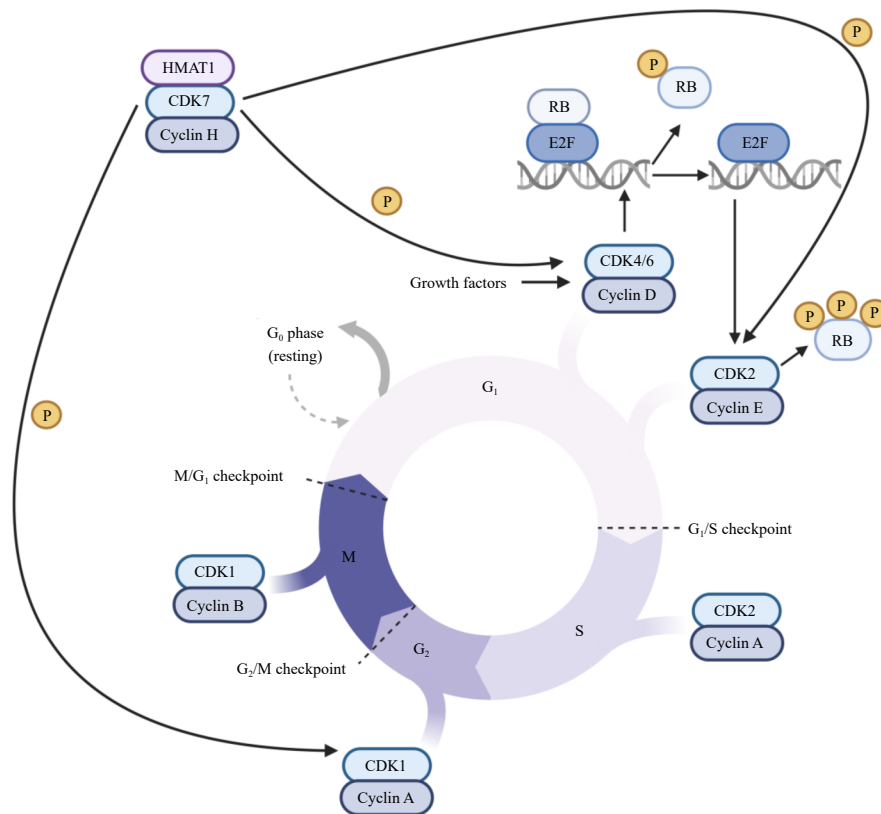 P
HMAT1
CDK7
Cyclin H
P
RB
RB
E2F
E2F
P
CDK4/6
Growth factors
Cyclin D
G₀ phase
(resting)
P
P
P
RB
CDK2
Cyclin E
G₁
P
M/G₁ checkpoint
G₁/S checkpoint
M
CDK1
Cyclin B
CDK2
Cyclin A
S
G₂
G₂/M checkpoint
CDK1
Cyclin A